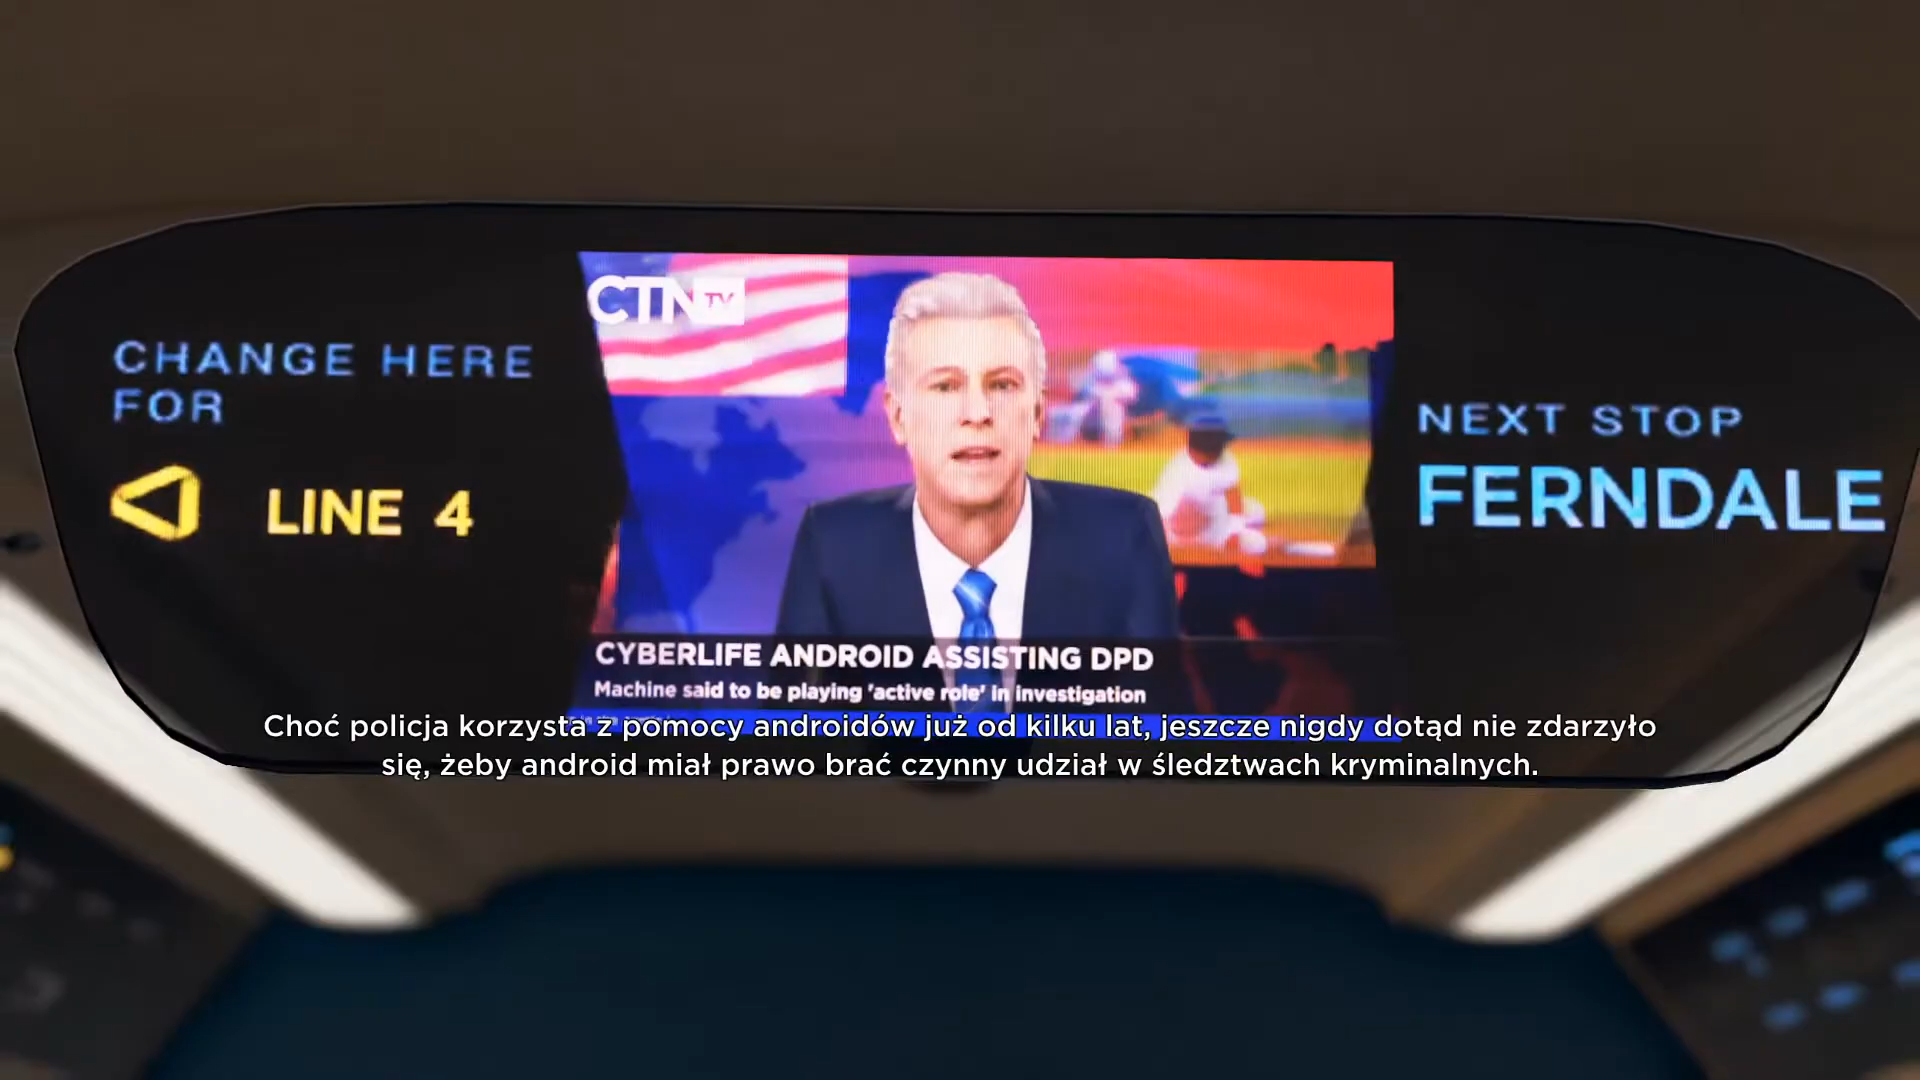 CHANGE HERE
FOR
LINE 4
CTN TV
CYBERLIFE ANDROID ASSISTING DPD
Machine said to be playing 'active role' in investigation
NEXT STOP
FERNDALE
Choć policja korzysta z pomocy androidów już od kilku lat, jeszcze nigdy dotąd nie zdarzyło
się, żeby android miał prawo brać czynny udział w śledztwach kryminalnych.